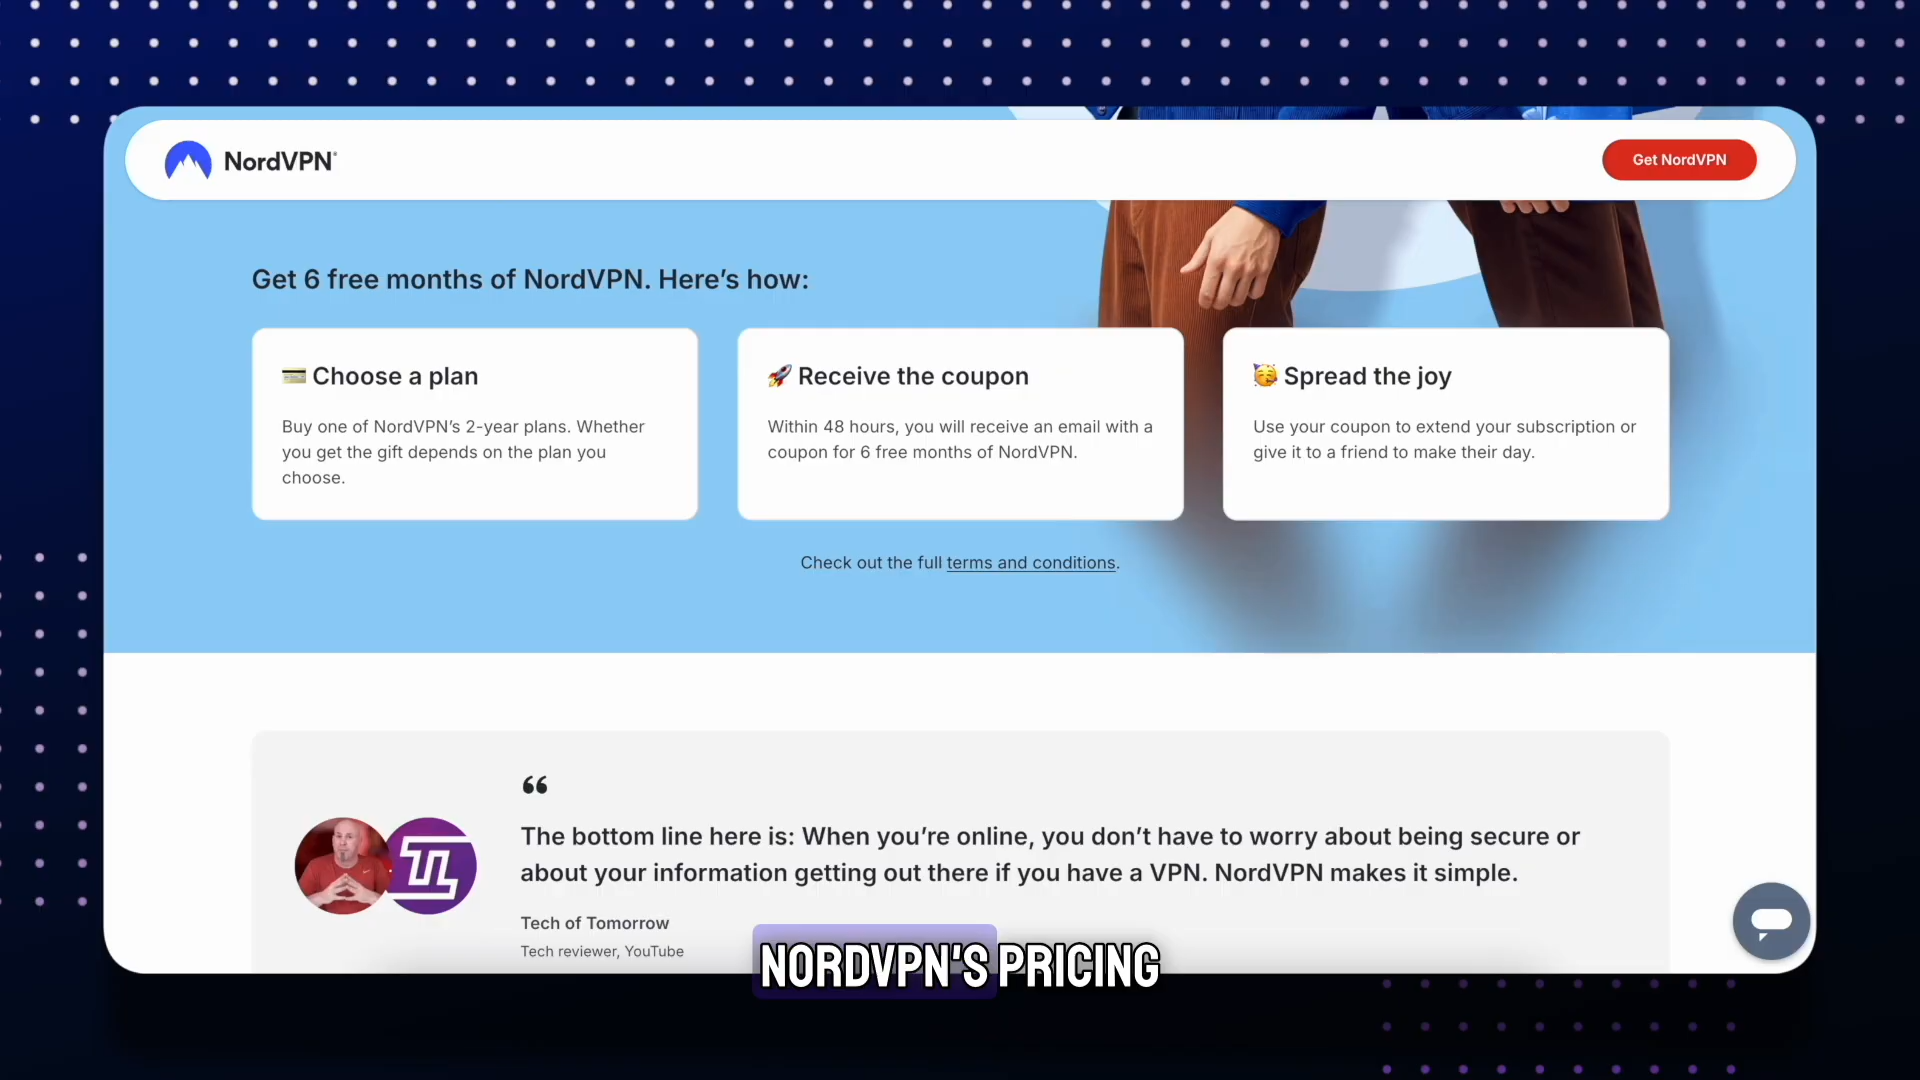 NordVPN®
Get NordVPN
Get 6 free months of NordVPN. Here's how:
Choose a plan
Buy one of NordVPN's 2-year plans. Whether
you get the gift depends on the plan you
choose.
Receive the coupon
Within 48 hours, you will receive an email with a
coupon for 6 free months of NordVPN.
Spread the joy
Use your coupon to extend your subscription or
give it to a friend to make their day.
Check out the full terms and conditions.
“
The bottom line here is: When you're online, you don't have to worry about being secure or
about your information getting out there if you have a VPN. NordVPN makes it simple.
Tech of Tomorrow
Tech reviewer, YouTube
NORDVPN'S PRICING